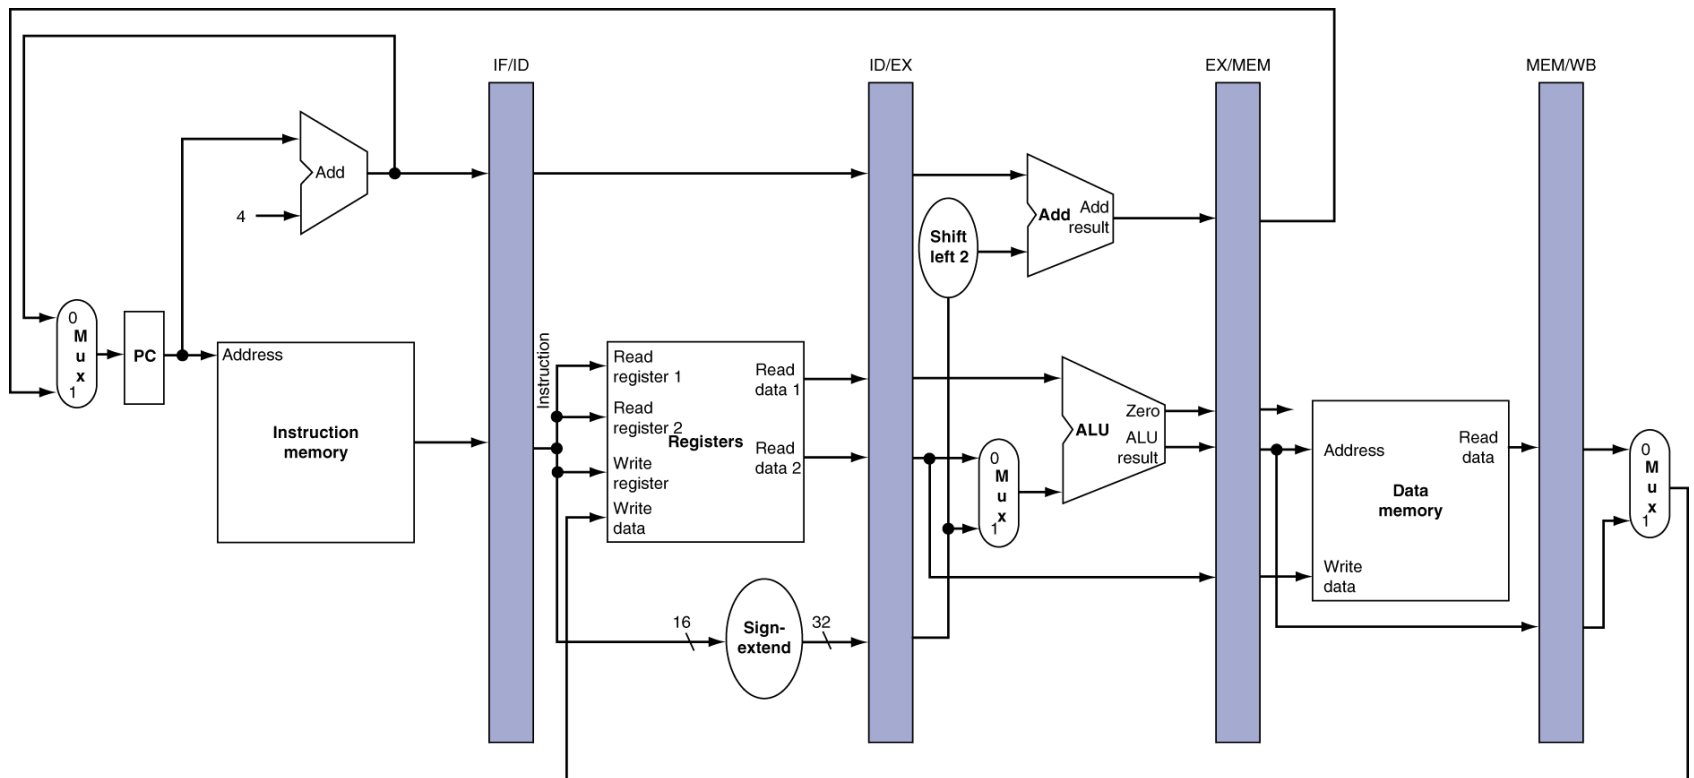 IF/ID
ID/EX
EX/MEM
MEM/WB
Add
4
Add
Add
result
Shift
left 2
0
M
u
x
1
PC
Address
Instruction
memory
Instruction
Read
register 1
Read
register 2
Registers
Write
register
Write
data
Read
data 1
Read
data 2
16
Sign-
extend
32
0
M
u
x
1
ALU
Zero
ALU
result
Address
Read
data
Data
memory
Write
data
0
M
u
x
1